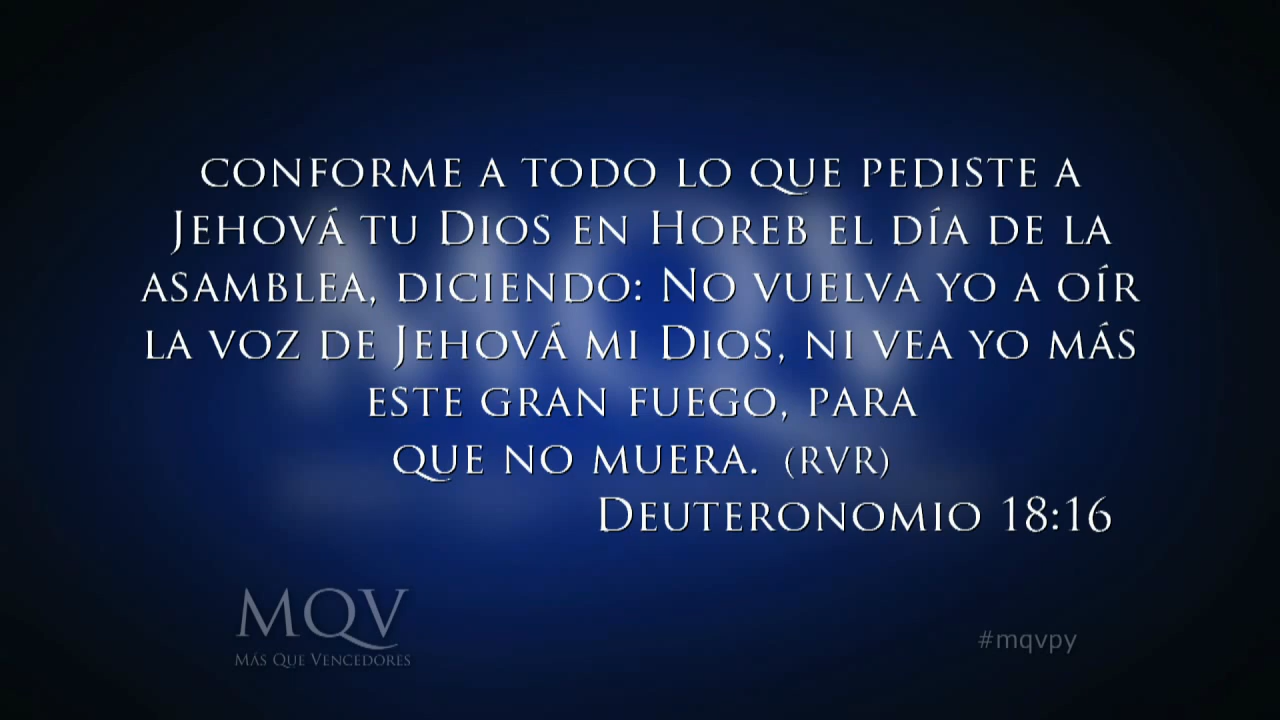 conforme a todo lo que pediste a
Jehová tu Dios en Horeb el día de la
asamblea, diciendo: No vuelva yo a oír
la voz de Jehová mi Dios, ni vea yo más
este gran fuego, para
que no muera. (RVR)
Deuteronomio 18:16
MQV
Más Que Vencedores
#mqvpy